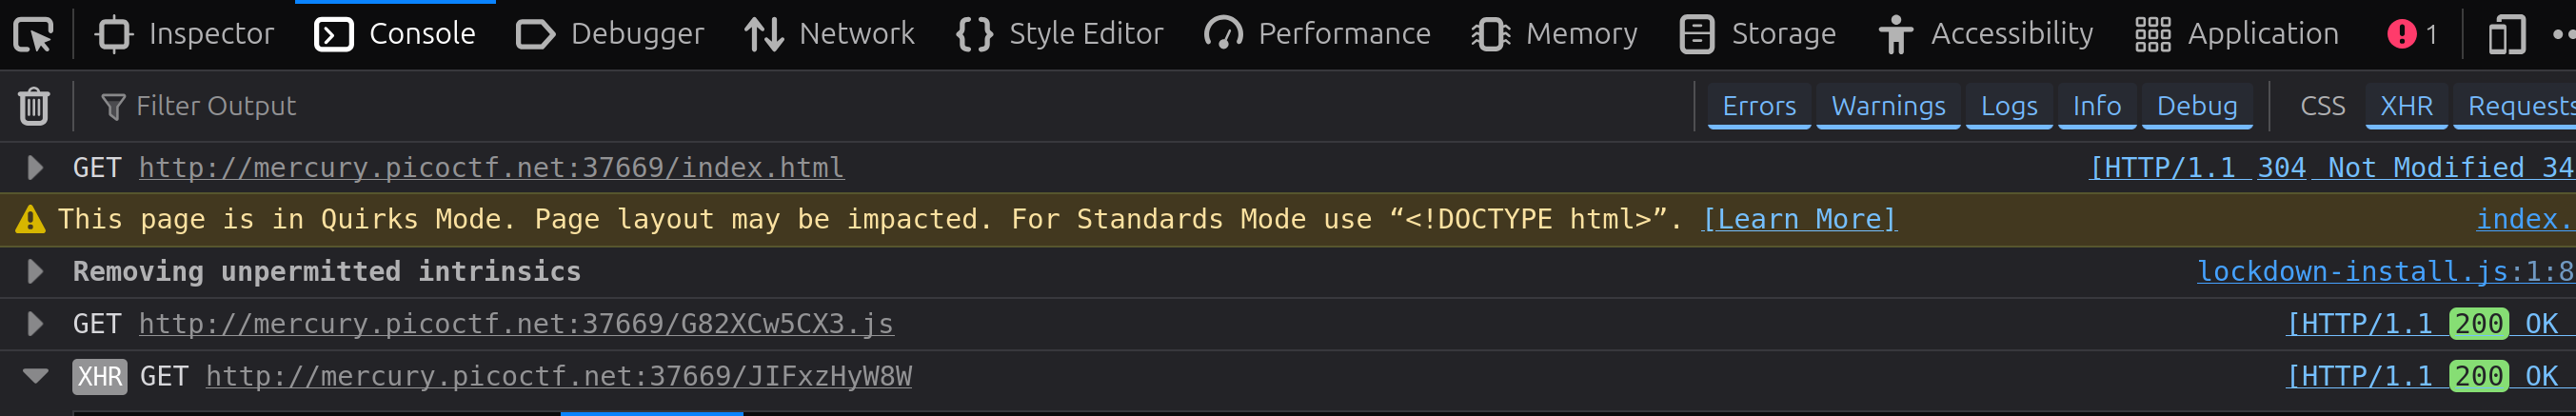 Inspector Console Debugger Network Style Editor Performance Memory Storage Accessibility Application 1
Filter Output Errors Warnings Logs Info Debug CSS XHR Requests
GET http://mercury.picoctf.net:37669/index.html [HTTP/1.1 304 Not Modified 34
This page is in Quirks Mode. Page layout may be impacted. For Standards Mode use “<!DOCTYPE html>”. [Learn More] index.
Removing unpermitted intrinsics lockdown-install.js:1:8
GET http://mercury.picoctf.net:37669/G82XCw5CX3.js [HTTP/1.1 200 OK
XHR GET http://mercury.picoctf.net:37669/JIFxzHyW8W [HTTP/1.1 200 OK